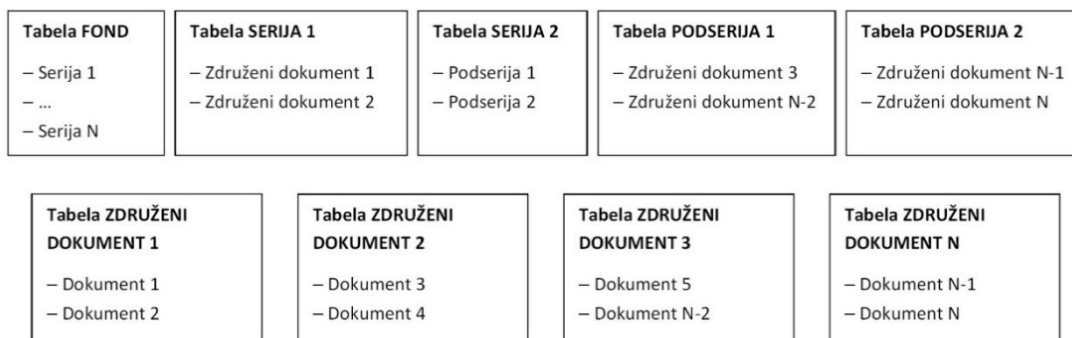 Tabela FOND
– Serija 1
– ...
– Serija N
Tabela SERIJA 1
– Združeni dokument 1
– Združeni dokument 2
Tabela SERIJA 2
– Podserija 1
– Podserija 2
Tabela PODSERIJA 1
– Združeni dokument 3
– Združeni dokument N-2
Tabela PODSERIJA 2
– Združeni dokument N-1
– Združeni dokument N
Tabela ZDRUŽENI
DOKUMENT 1
– Dokument 1
– Dokument 2
Tabela ZDRUŽENI
DOKUMENT 2
– Dokument 3
– Dokument 4
Tabela ZDRUŽENI
DOKUMENT 3
– Dokument 5
– Dokument N-2
Tabela ZDRUŽENI
DOKUMENT N
– Dokument N-1
– Dokument N